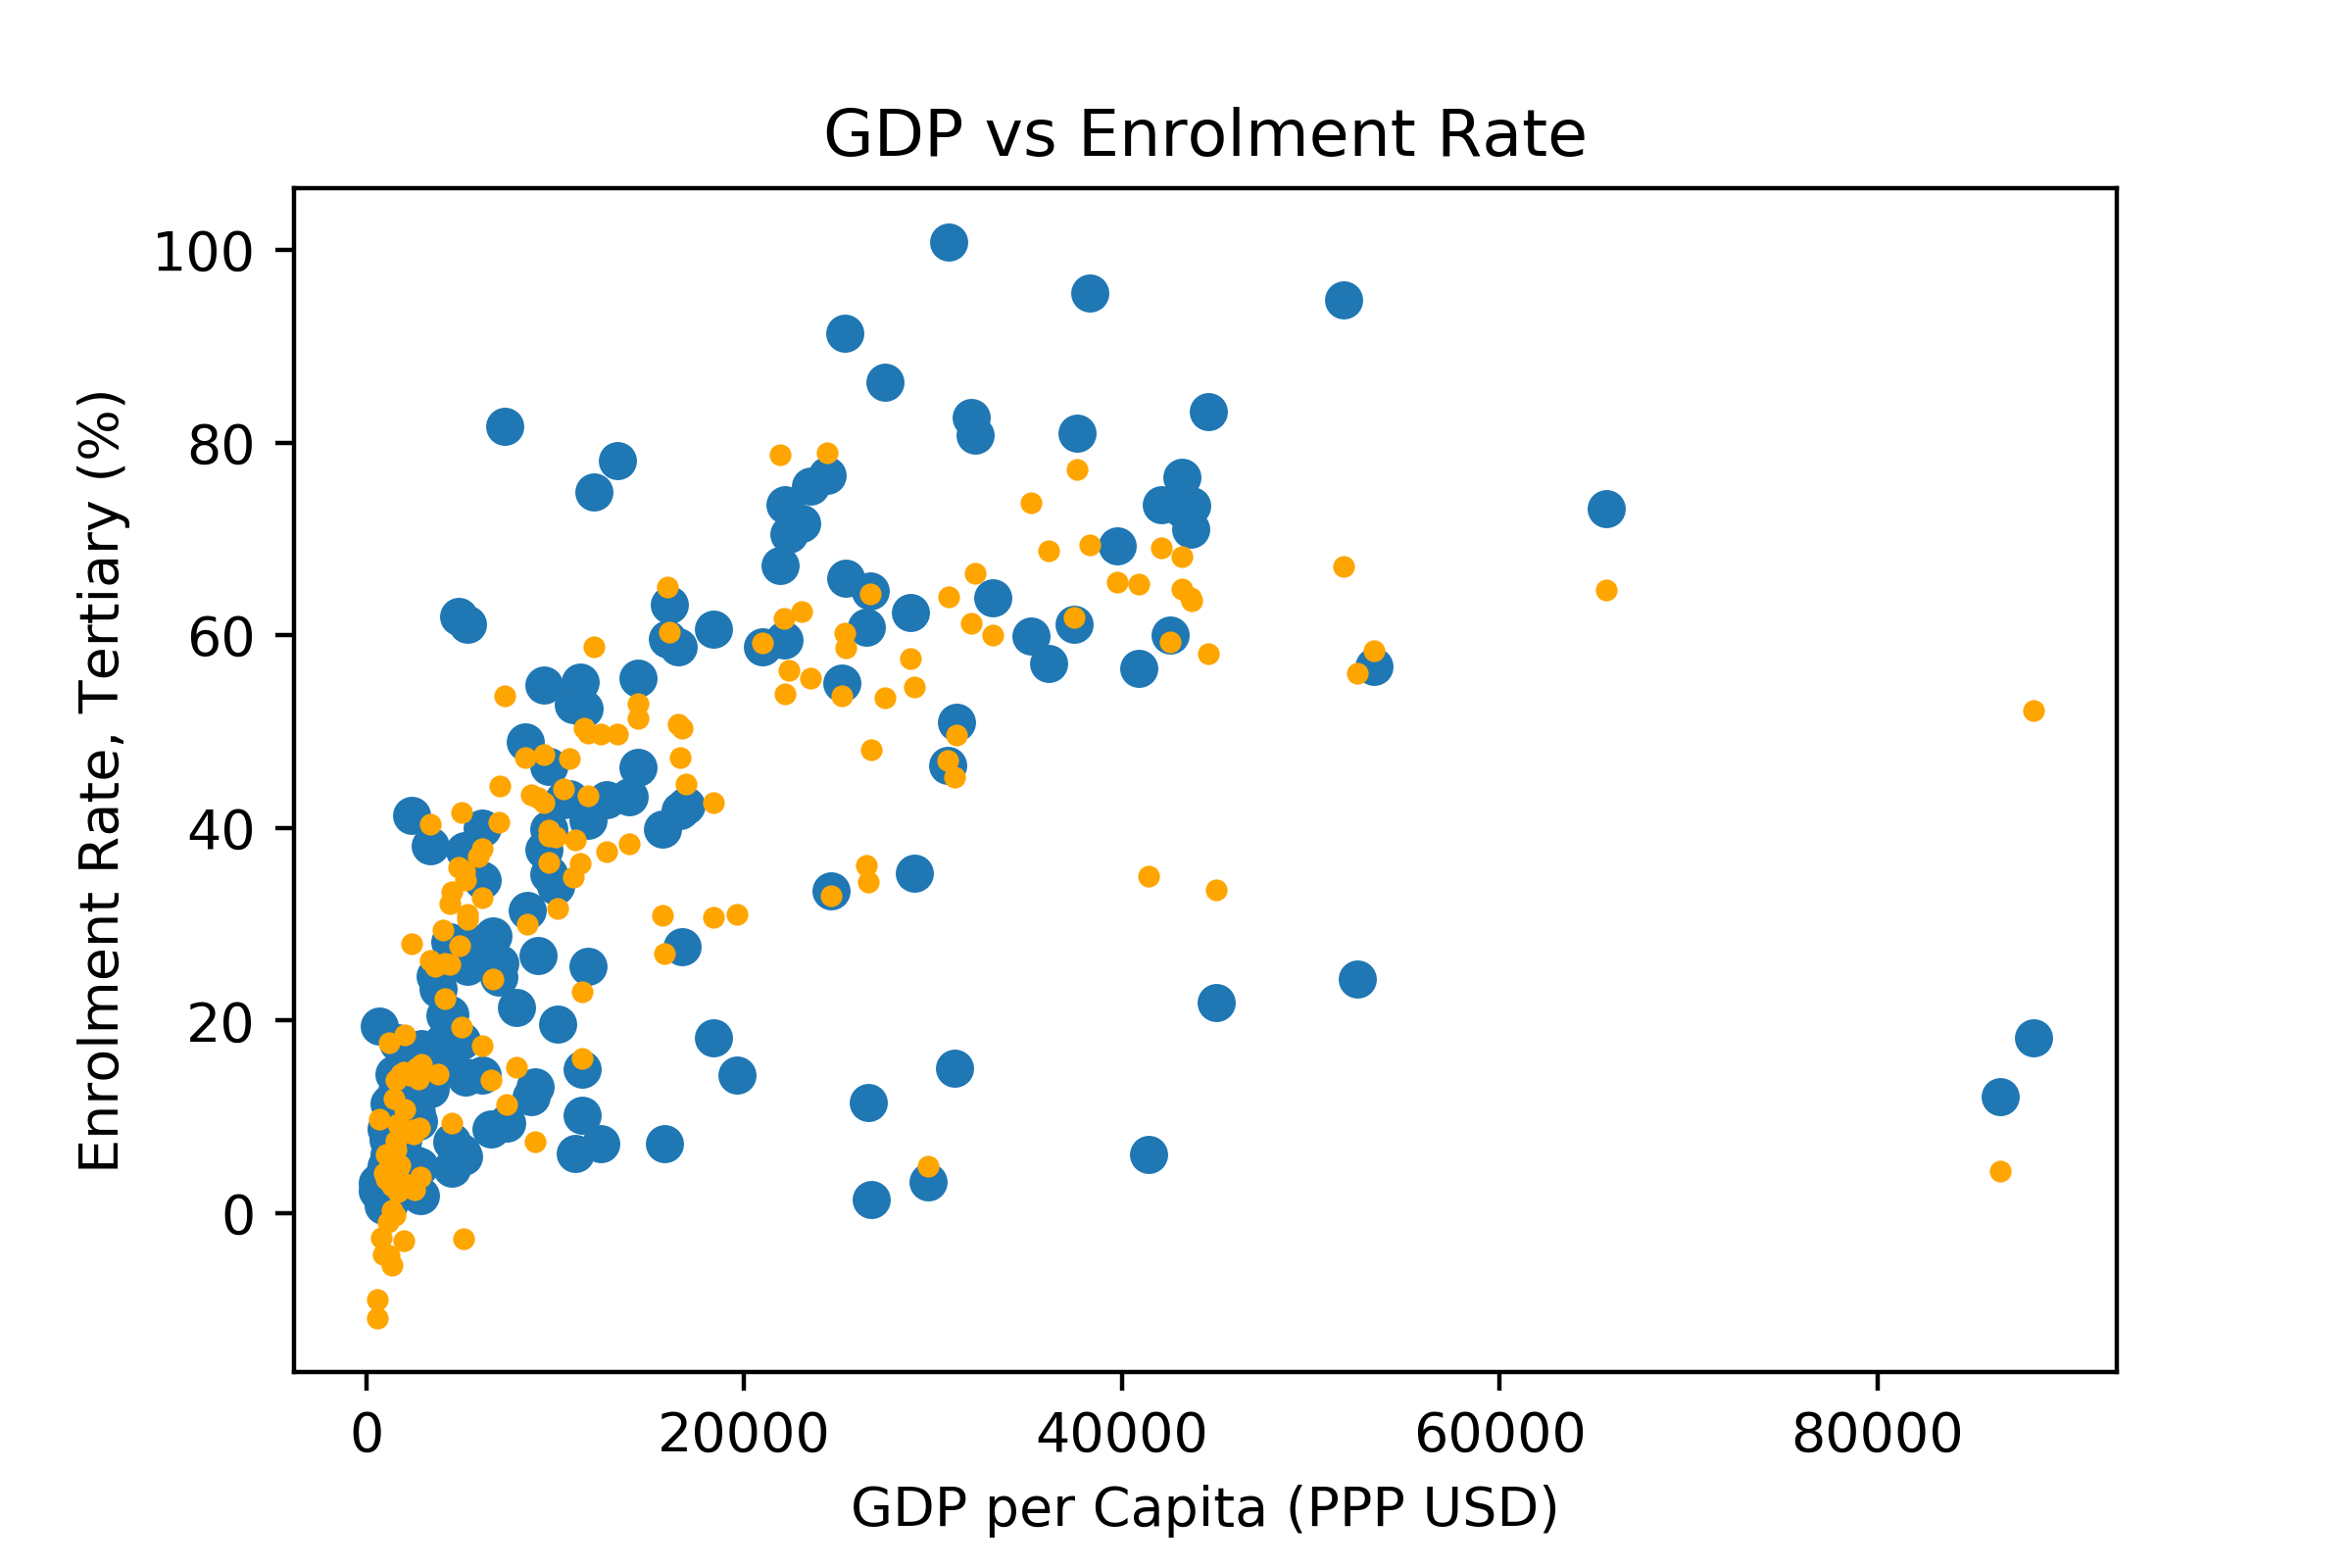 GDP vs Enrolment Rate
Enrolment Rate, Tertiary (%)
100
80
60
40
20
0
0 20000 40000 60000 80000
GDP per Capita (PPP USD)